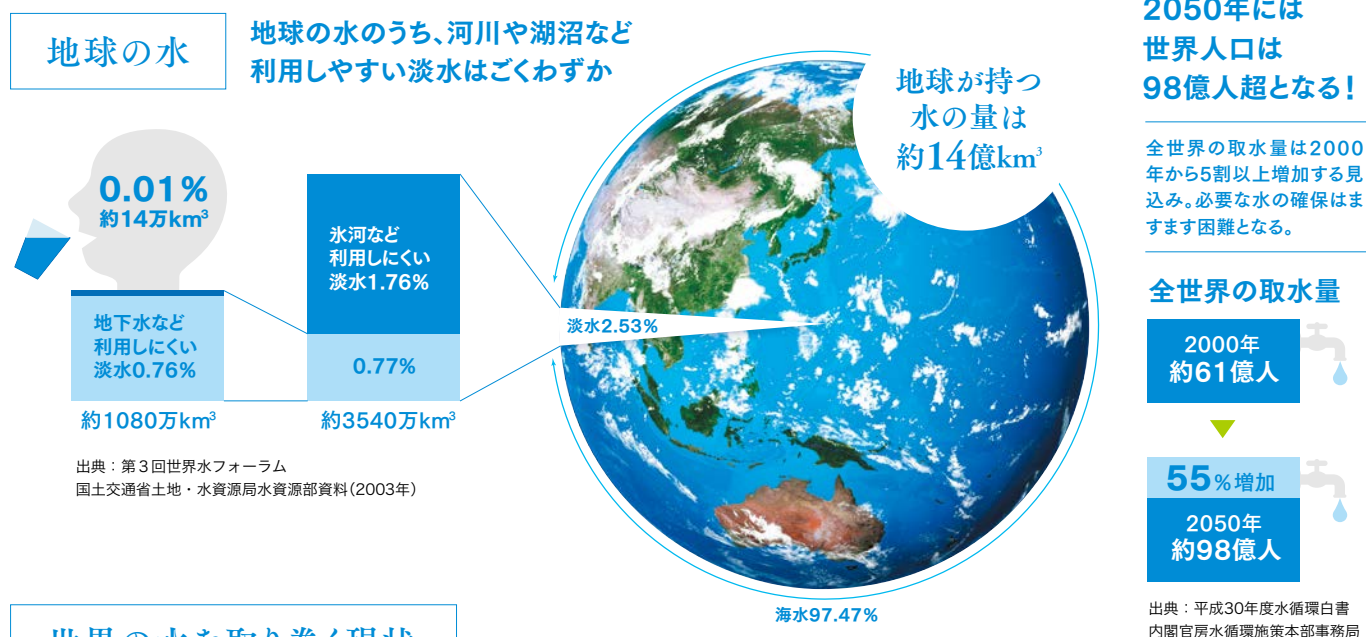 地球の水
地球の水のうち、河川や湖沼など
利用しやすい淡水はごくわずか
地球が持つ
水の量は
約14億km³
0.01%
約14万km³
地下水など
利用しにくい
淡水0.76%
約1080万km³
氷河など
利用しにくい
淡水1.76%
0.77%
約3540万km³
淡水2.53%
海水97.47%
出典：第3回世界水フォーラム
国土交通省土地・水資源局水資源部資料(2003年)
2050年には
世界人口は
98億人超となる！
全世界の取水量は2000
年から5割以上増加する見
込み。必要な水の確保はま
すます困難となる。
全世界の取水量
2000年
約61億人
55%増加
2050年
約98億人
出典：平成30年度水循環白書
内閣官房水循環施策本部事務局
世界の水を取り巻く現状